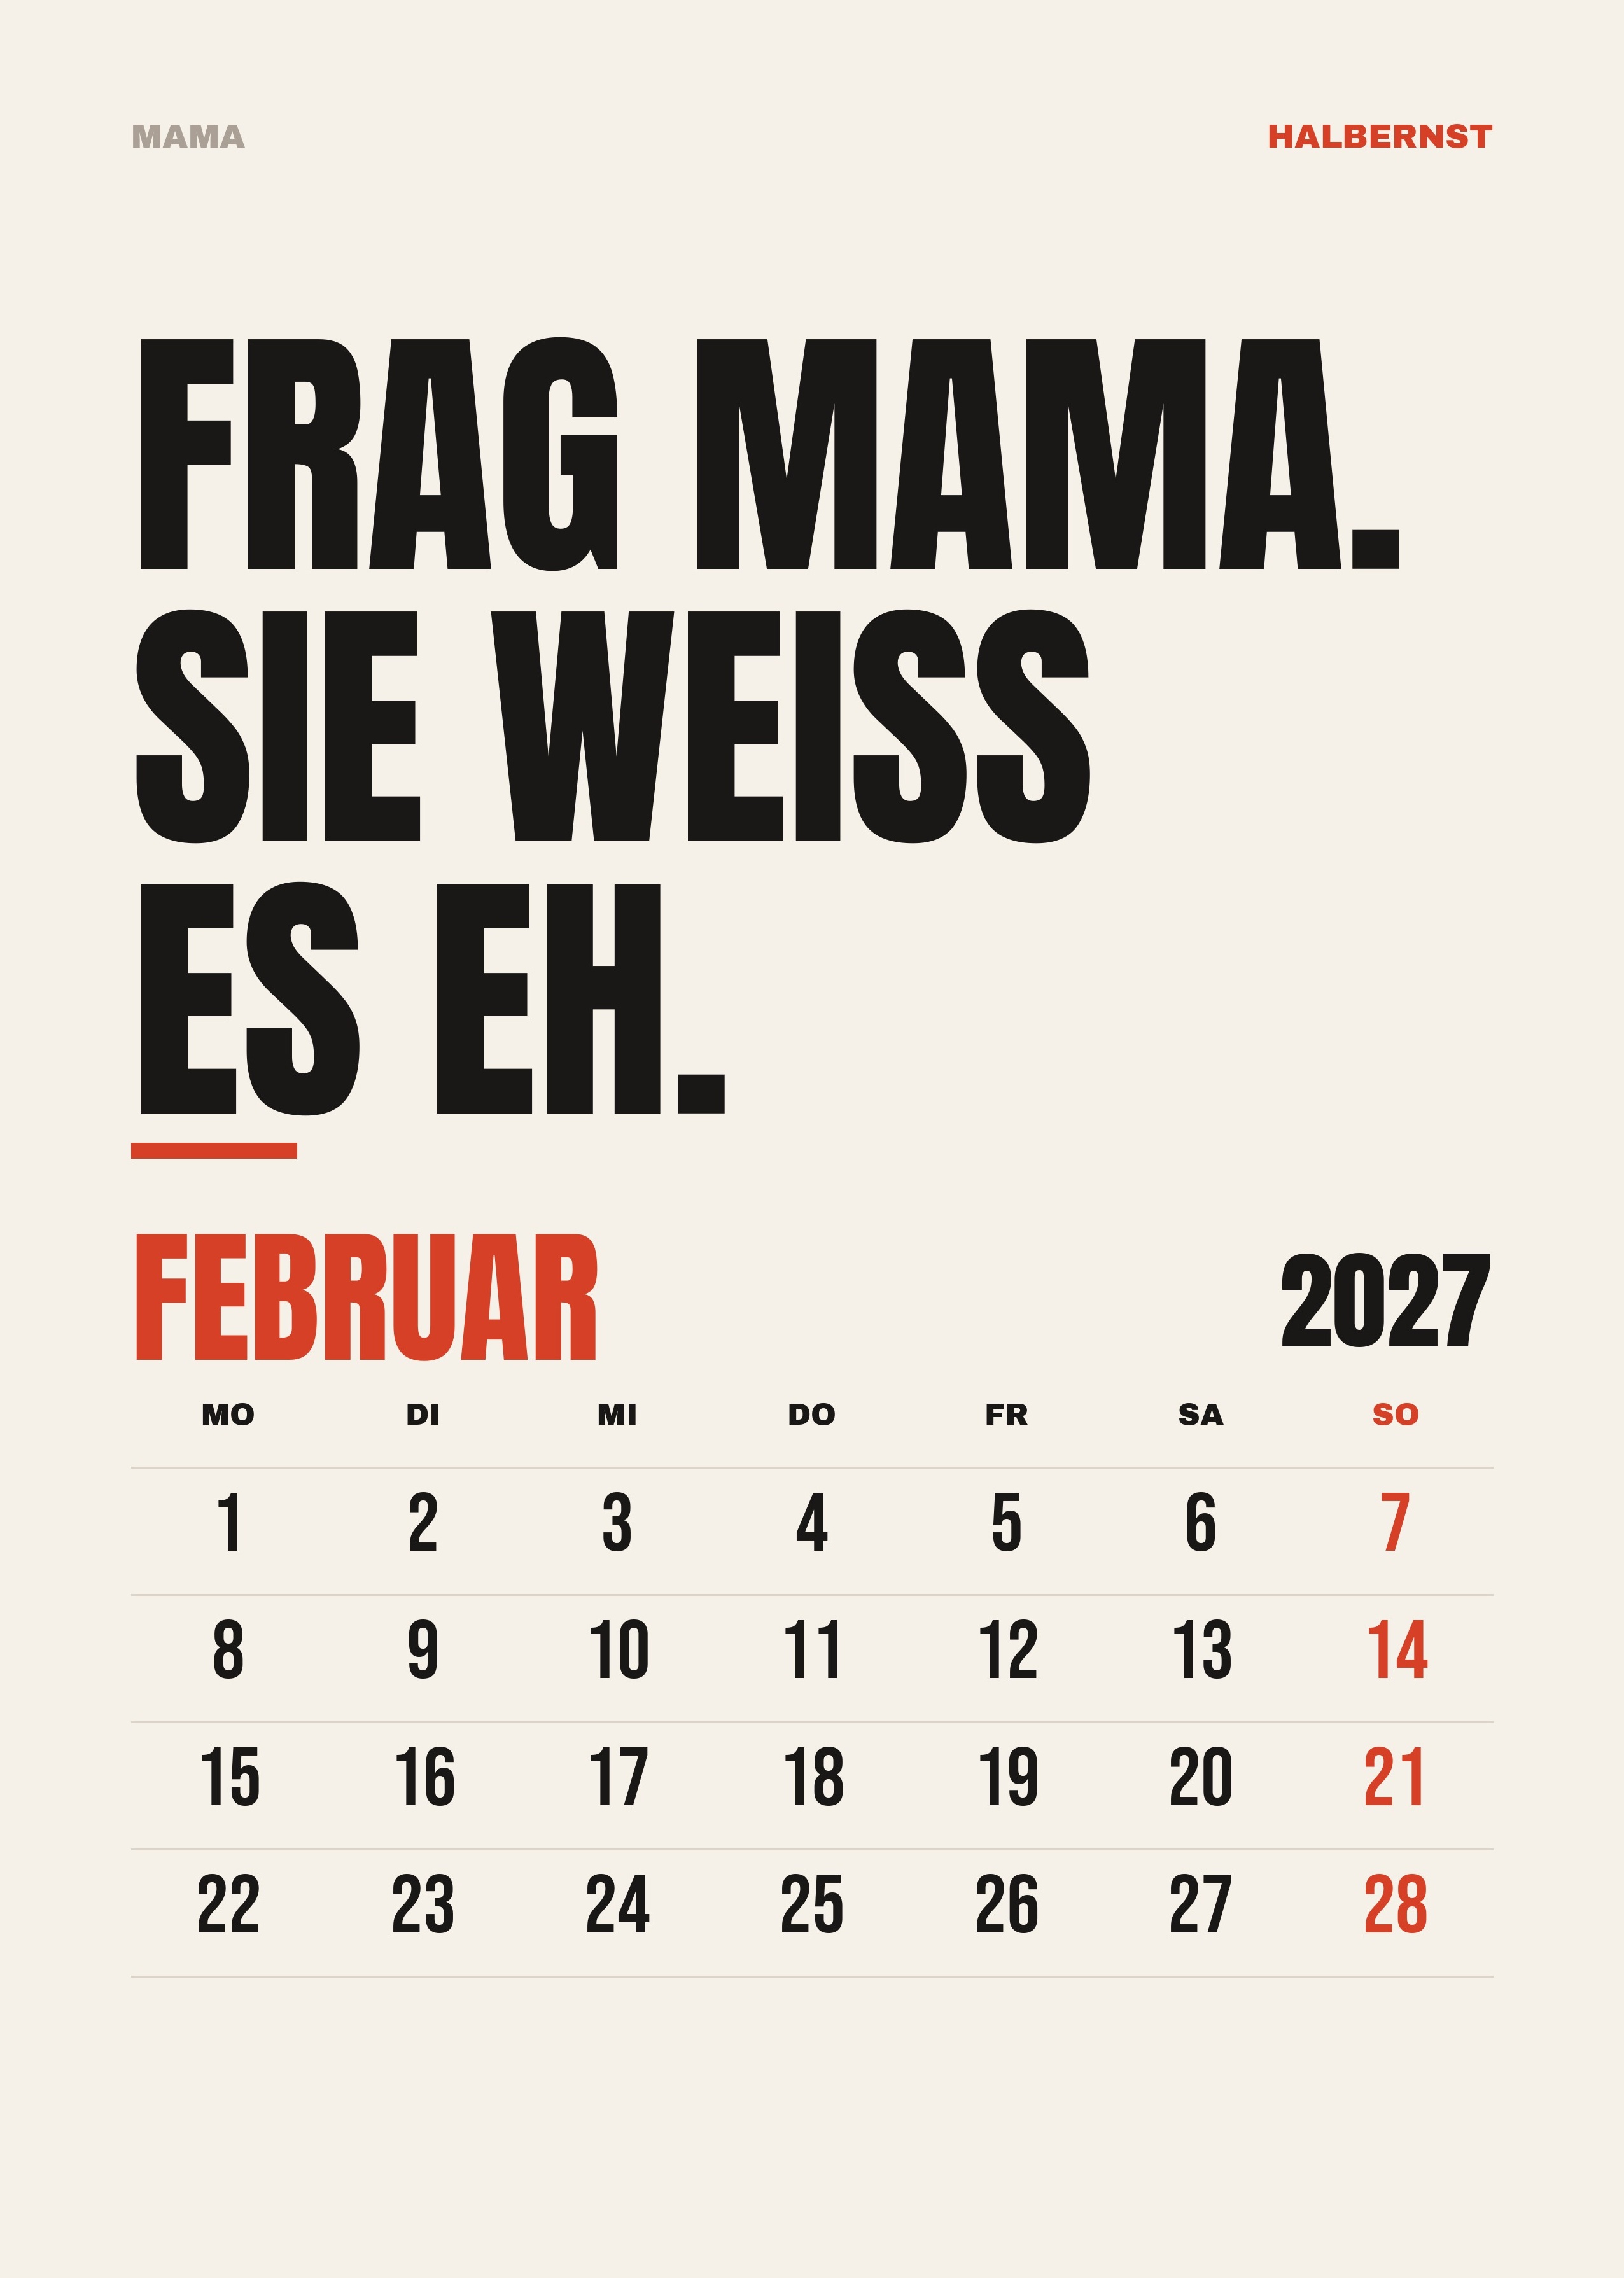 MAMA HALBERNST
FRAG MAMA.
SIE WEISS
ES EH.
FEBRUAR 2027
MO DI MI DO FR SA SO
1 2 3 4 5 6 7
8 9 10 11 12 13 14
15 16 17 18 19 20 21
22 23 24 25 26 27 28